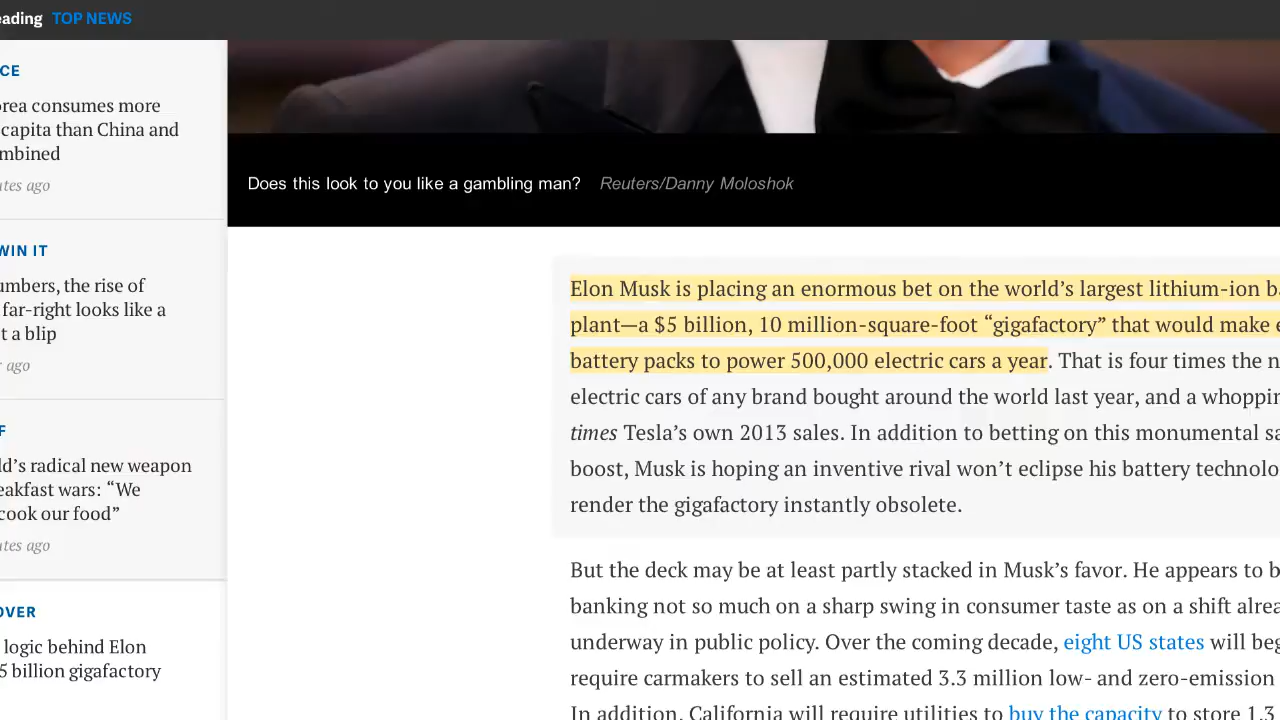 eading TOP NEWS
CE
orea consumes more
capita than China and
mbined
utes ago
WIN IT
umbers, the rise of
far-right looks like a
t a blip
r ago
F
ld’s radical new weapon
eakfast wars: “We
cook our food”
utes ago
OVER
logic behind Elon
5 billion gigafactory
Does this look to you like a gambling man? Reuters/Danny Moloshok
Elon Musk is placing an enormous bet on the world’s largest lithium-ion ba
plant—a $5 billion, 10 million-square-foot “gigafactory” that would make e
battery packs to power 500,000 electric cars a year. That is four times the n
electric cars of any brand bought around the world last year, and a whoppin
times Tesla’s own 2013 sales. In addition to betting on this monumental sa
boost, Musk is hoping an inventive rival won’t eclipse his battery technolo
render the gigafactory instantly obsolete.
But the deck may be at least partly stacked in Musk’s favor. He appears to b
banking not so much on a sharp swing in consumer taste as on a shift alrea
underway in public policy. Over the coming decade, eight US states will beg
require carmakers to sell an estimated 3.3 million low- and zero-emission
In addition, California will require utilities to buy the capacity to store 1.3